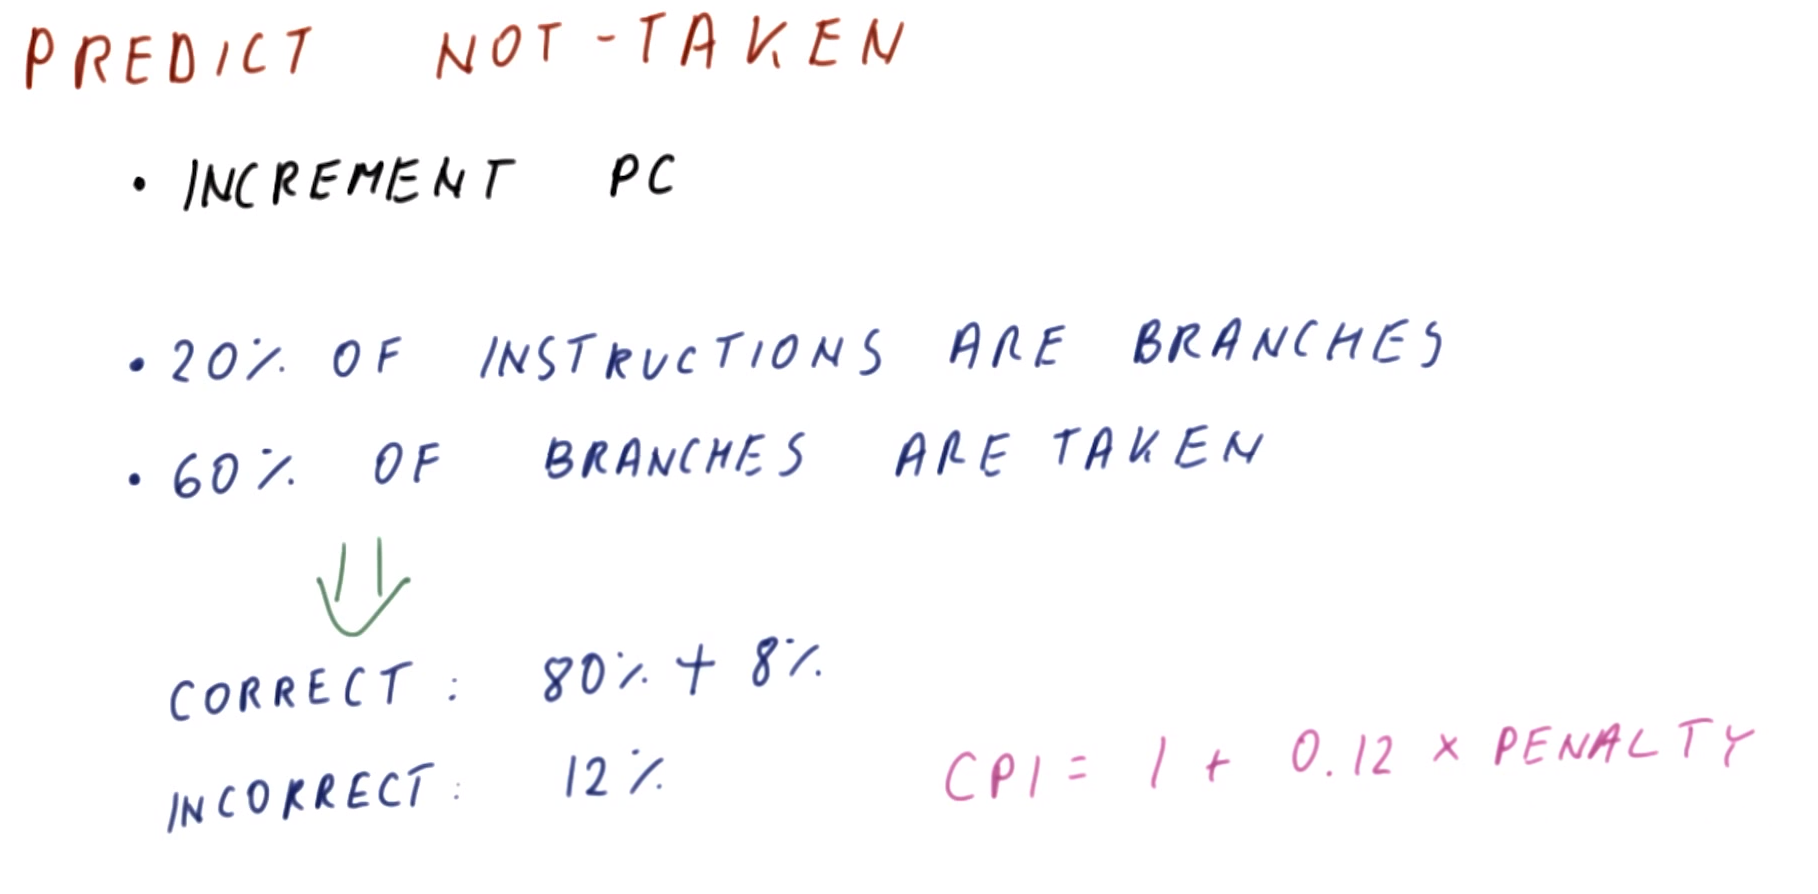 PREDICT NOT-TAKEN
• INCREMENT PC
• 20% OF INSTRUCTIONS ARE BRANCHES
• 60% OF BRANCHES ARE TAKEN
CORRECT: 80% + 8%
INCORRECT: 12%
CPI = 1 + 0.12 × PENALTY